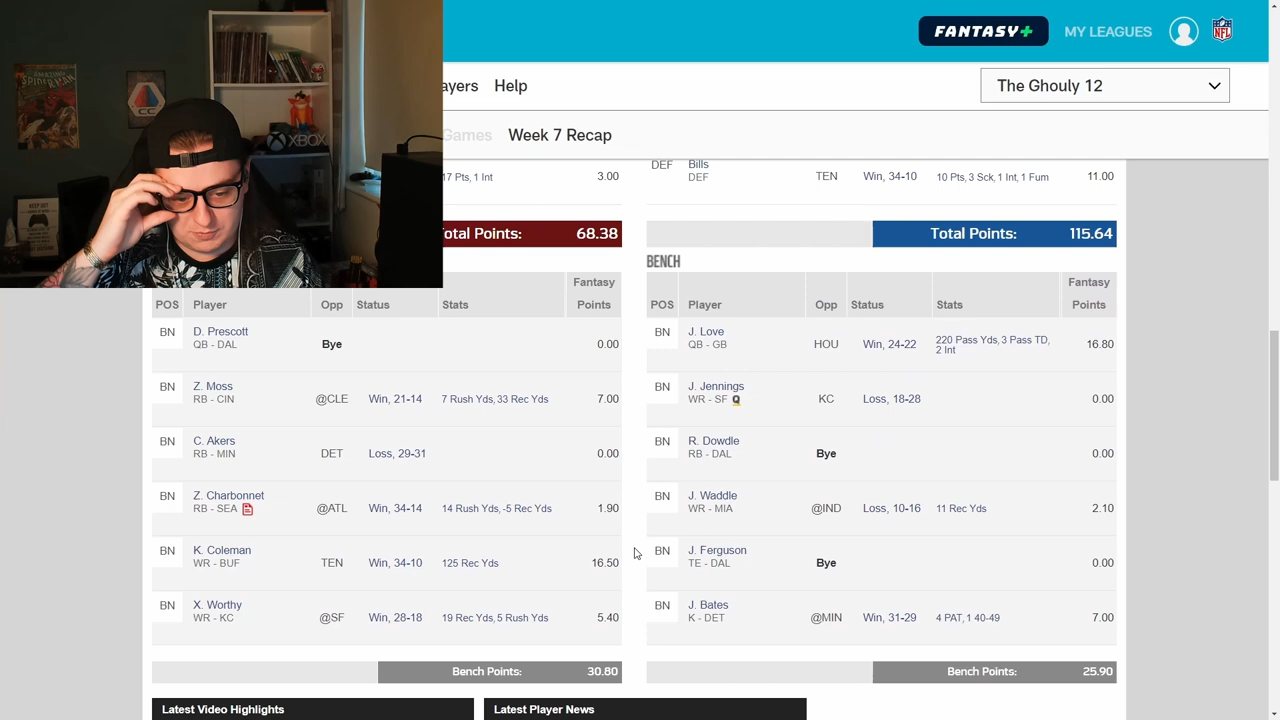 AMAZING
SPIDER-MAN
KEEP OUT
XBOX
FANTASY+
MY LEAGUES
NFL
ayers
Help
The Ghouly 12
Games
Week 7 Recap
17 Pts, 1 Int
3.00
DEF
Bills
DEF
TEN
Win, 34-10
10 Pts, 3 Sck, 1 Int, 1 Fum
11.00
otal Points:
68.38
Total Points:
115.64
BENCH
POS
Player
Opp
Status
Stats
Fantasy
Points
BN
D. Prescott
QB - DAL
Bye
0.00
BN
Z. Moss
RB - CIN
@CLE
Win, 21-14
7 Rush Yds, 33 Rec Yds
7.00
BN
C. Akers
RB - MIN
DET
Loss, 29-31
0.00
BN
Z. Charbonnet
RB - SEA
@ATL
Win, 34-14
14 Rush Yds, -5 Rec Yds
1.90
BN
K. Coleman
WR - BUF
TEN
Win, 34-10
125 Rec Yds
16.50
BN
X. Worthy
WR - KC
@SF
Win, 28-18
19 Rec Yds, 5 Rush Yds
5.40
Bench Points:
30.80
POS
Player
Opp
Status
Stats
Fantasy
Points
BN
J. Love
QB - GB
HOU
Win, 24-22
220 Pass Yds, 3 Pass TD,
2 Int
16.80
BN
J. Jennings
WR - SF Q
KC
Loss, 18-28
0.00
BN
R. Dowdle
RB - DAL
Bye
0.00
BN
J. Waddle
WR - MIA
@IND
Loss, 10-16
11 Rec Yds
2.10
BN
J. Ferguson
TE - DAL
Bye
0.00
BN
J. Bates
K - DET
@MIN
Win, 31-29
4 PAT, 1 40-49
7.00
Bench Points:
25.90
Latest Video Highlights
Latest Player News